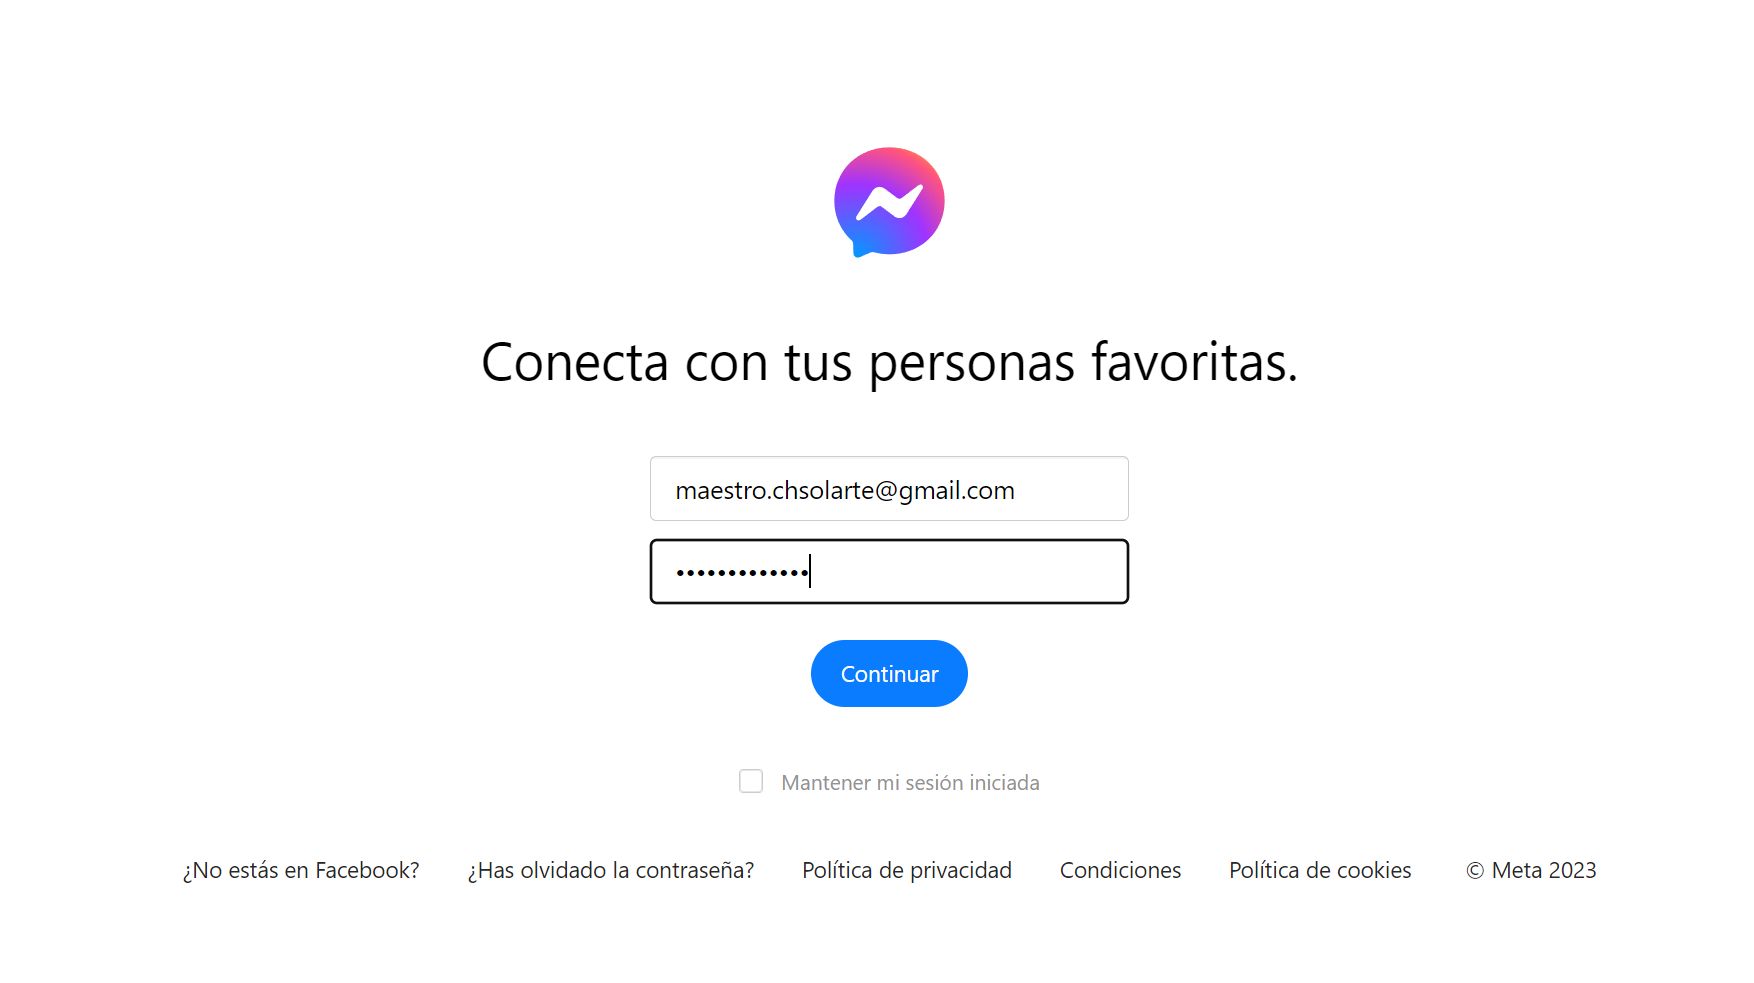 Conecta con tus personas favoritas.
maestro.chsolarte@gmail.com
•••••••••••••
Continuar
Mantener mi sesión iniciada
¿No estás en Facebook? ¿Has olvidado la contraseña? Política de privacidad Condiciones Política de cookies © Meta 2023